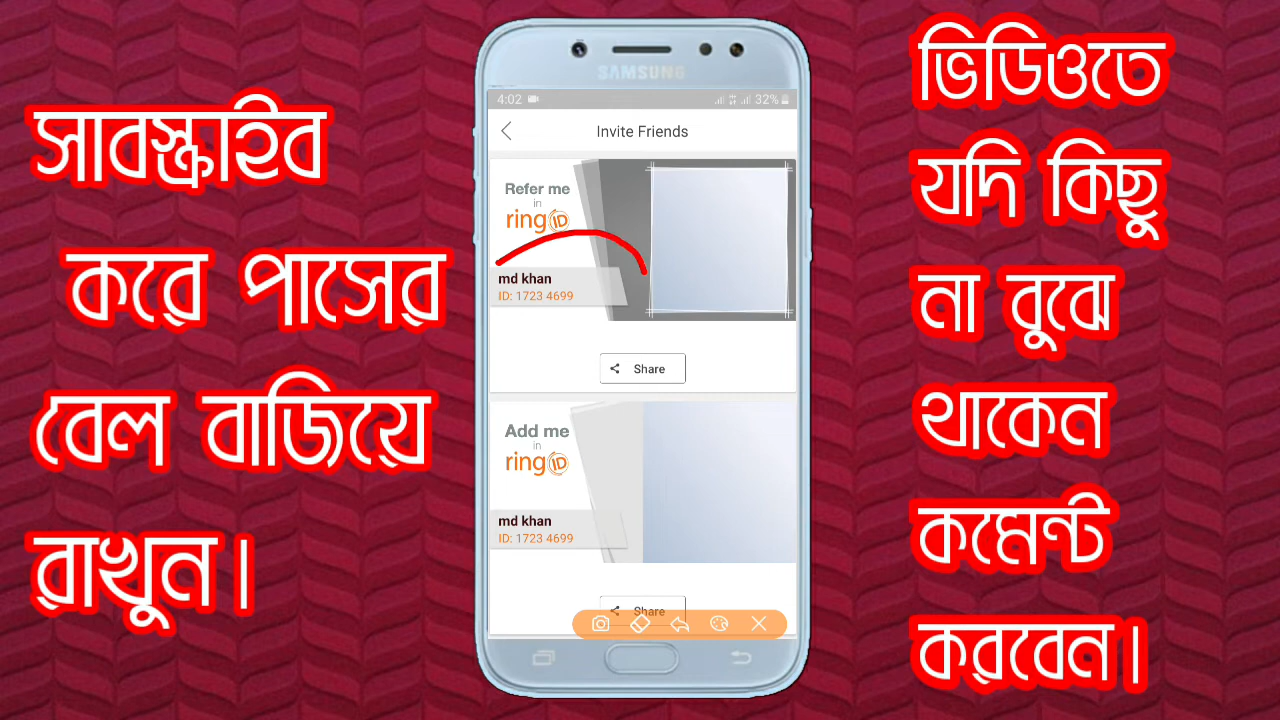 সাবস্ক্রাইব
করে পাসের
বেল বাজিয়ে
রাখুন।
SAMSUNG
4:02
32%
Invite Friends
Refer me
in
ringID
md khan
ID: 1723 4699
Share
Add me
in
ringID
md khan
ID: 1723 4699
Share
ভিডিওতে
যদি কিছু
না বুঝে
থাকেন
কমেন্ট
করবেন।